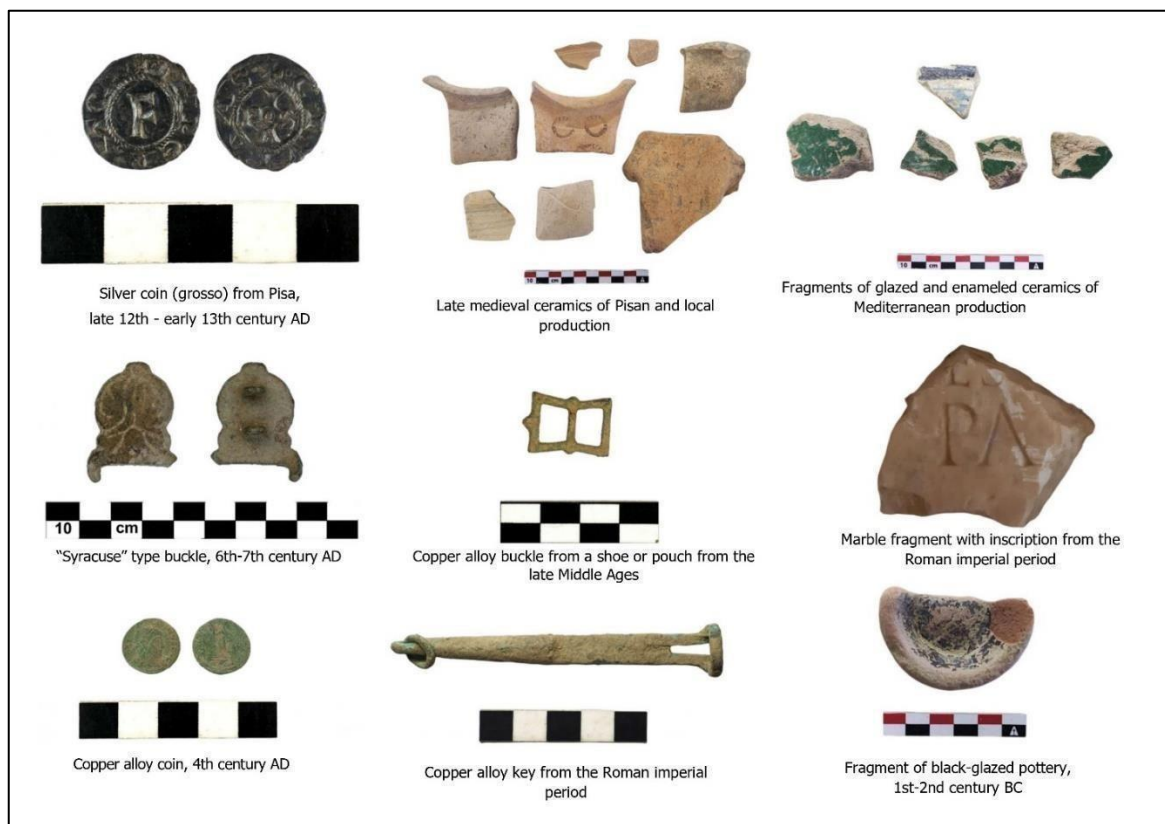 F
10 cm
A
10 cm
A
Silver coin (grosso) from Pisa,
late 12th - early 13th century AD
Late medieval ceramics of Pisan and local
production
Fragments of glazed and enameled ceramics of
Mediterranean production
PA
10 cm
"Syracuse" type buckle, 6th-7th century AD
Copper alloy buckle from a shoe or pouch from the
late Middle Ages
Marble fragment with inscription from the
Roman imperial period
A
Copper alloy coin, 4th century AD
Copper alloy key from the Roman imperial
period
Fragment of black-glazed pottery,
1st-2nd century BC